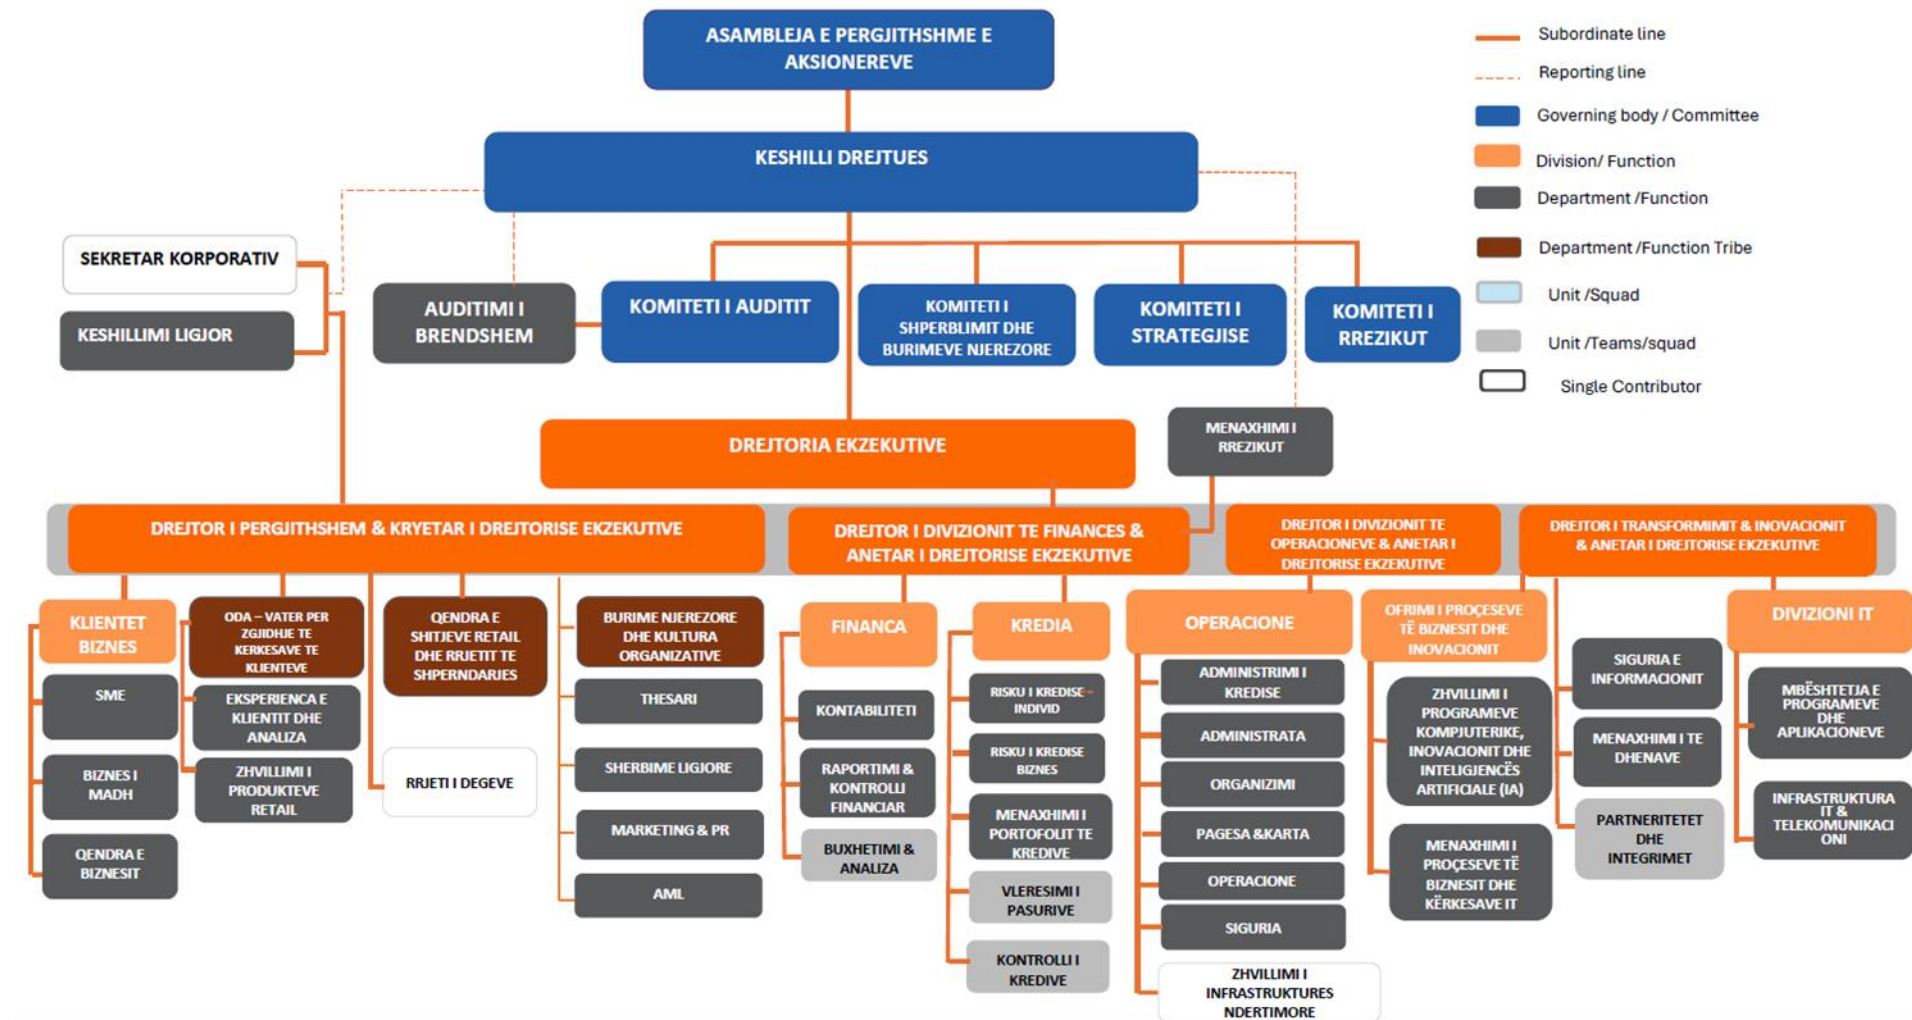 ASAMBLEJA E PERGJITHSHME E
AKSIONEREVE
KESHILLI DREJTUES
Subordinate line
Reporting line
Governing body / Committee
Division/ Function
Department /Function
Department /Function Tribe
Unit /Squad
Unit /Teams/squad
Single Contributor
SEKRETAR KORPORATIV
KESHILLIMI LIGJOR
AUDITIMI I
BRENDSHEM
KOMITETI I AUDITIT
KOMITETI I
SHPERBLIMIT DHE
BURIMEVE NJEREZORE
KOMITETI I
STRATEGJISE
KOMITETI I
RREZIKUT
DREJTORIA EKZEKUTIVE
MENAXHIMI I
RREZIKUT
DREJTOR I PERGJITHSHEM & KRYETAR I DREJTORISE EKZEKUTIVE
DREJTOR I DIVIZIONIT TE FINANCES &
ANETAR I DREJTORISE EKZEKUTIVE
DREJTOR I DIVIZIONIT TE
OPERACIONEVE & ANETAR I
DREJTORISE EKZEKUTIVE
DREJTOR I TRANSFORMIMIT & INOVACIONIT
& ANETAR I DREJTORISE EKZEKUTIVE
KLIENTET
BIZNES
SME
BIZNES I
MADH
QENDRA E
BIZNESIT
ODA – VATER PER
ZGJIDHJE TE
KERKESAVE TE
KLIENTEVE
EKSPERIENCA E
KLIENTIT DHE
ANALIZA
ZHVILLIMI I
PRODUKTEVE
RETAIL
QENDRA E
SHITJEVE RETAIL
DHE RRJETIT TE
SHPERNDARJES
RRJETI I DEGEVE
BURIME NJEREZORE
DHE KULTURA
ORGANIZATIVE
THESARI
SHERBIME LIGJORE
MARKETING & PR
AML
FINANCA
KONTABILITETI
RAPORTIMI &
KONTROLLI
FINANCIAR
BUXHETIMI &
ANALIZA
KREDIA
RISKU I KREDISE
INDIVID
RISKU I KREDISE
BIZNES
MENAXHIMI I
PORTOFOLIT TE
KREDIVE
VLERESIMI I
PASURIVE
KONTROLLI I
KREDIVE
OPERACIONE
ADMINISTRIMI I
KREDISE
ADMINISTRATA
ORGANIZIMI
PAGESA &KARTA
OPERACIONE
SIGURIA
ZHVILLIMI I
INFRASTRUKTURES
NDERTIMORE
OFRIMI I PROÇESEVE
TË BIZNESIT DHE
INOVACIONIT
ZHVILLIMI I
PROGRAMEVE
KOMPJUTERIKE,
INOVACIONIT DHE
INTELIGJENCËS
ARTIFICIALE (IA)
MENAXHIMI I
PROÇESEVE TË
BIZNESIT DHE
KËRKESAVE IT
SIGURIA E
INFORMACIONIT
MENAXHIMI I TE
DHENAVE
PARTNERITETET
DHE
INTEGRIMET
DIVIZIONI IT
MBËSHTETJA E
PROGRAMEVE
DHE
APLIKACIONEVE
INFRASTRUKTURA
IT &
TELEKOMUNIKACI
ONI